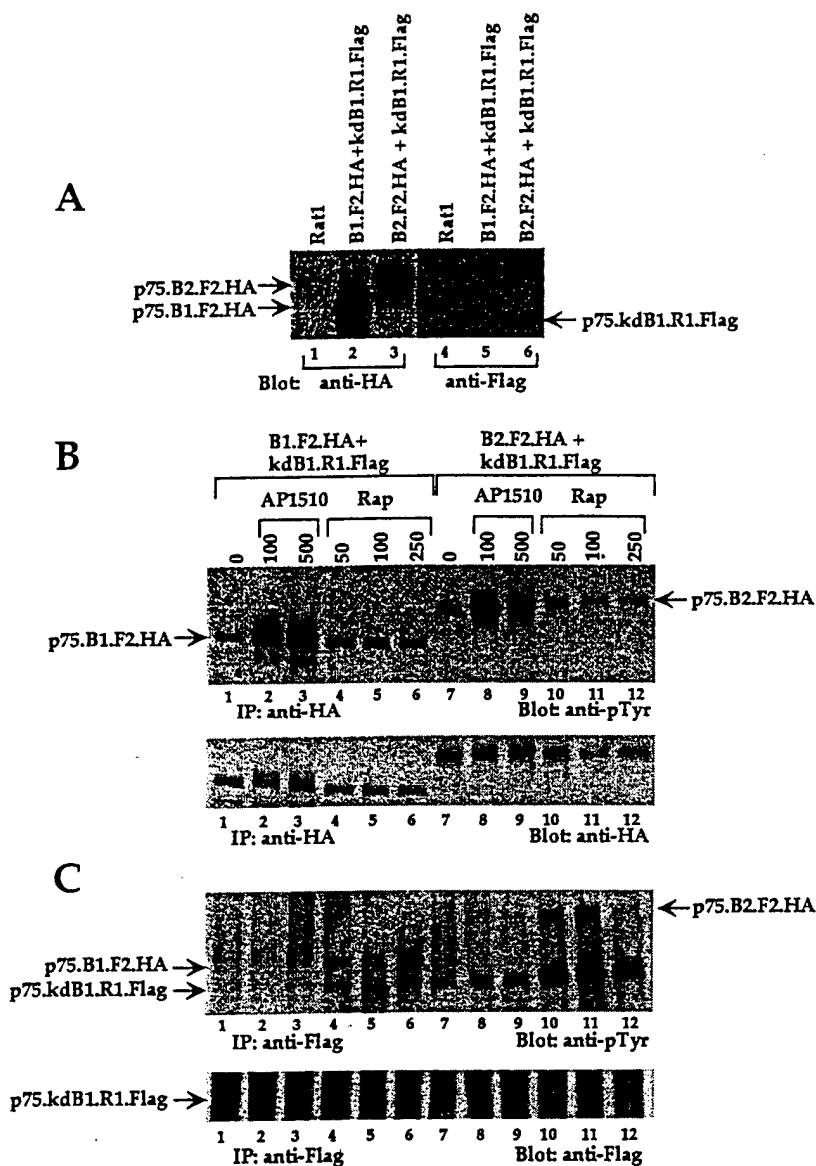 A
Rat1
B1.F2.HA+kdB1.R1.Flag
B2.F2.HA + kdB1.R1.Flag
Rat1
B1.F2.HA+kdB1.R1.Flag
B2.F2.HA + kdB1.R1.Flag
p75.B2.F2.HA
p75.B1.F2.HA
p75.kdB1.R1.Flag
1 2 3 4 5 6
Blot: anti-HA anti-Flag
B
B1.F2.HA+ kdB1.R1.Flag
B2.F2.HA + kdB1.R1.Flag
AP1510 Rap AP1510 Rap
0 100 500 50 100 250 0 100 500 50 100 250
p75.B2.F2.HA
p75.B1.F2.HA
1 2 3 4 5 6 7 8 9 10 11 12
IP: anti-HA Blot: anti-pTyr
1 2 3 4 5 6 7 8 9 10 11 12
IP: anti-HA Blot: anti-HA
C
p75.B2.F2.HA
p75.B1.F2.HA
p75.kdB1.R1.Flag
1 2 3 4 5 6 7 8 9 10 11 12
IP: anti-Flag Blot: anti-pTyr
p75.kdB1.R1.Flag
1 2 3 4 5 6 7 8 9 10 11 12
IP: anti-Flag Blot: anti-Flag